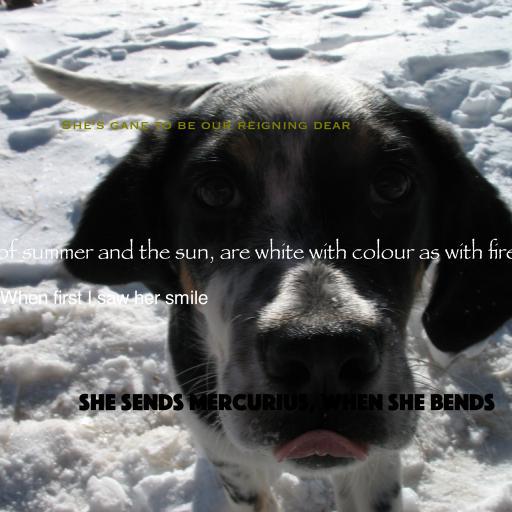 She's gane to be our reigning dear
of summer and the sun, are white with colour as with fire
When first I saw her smile
SHE SENDS MERCURIUS, WHEN SHE BENDS